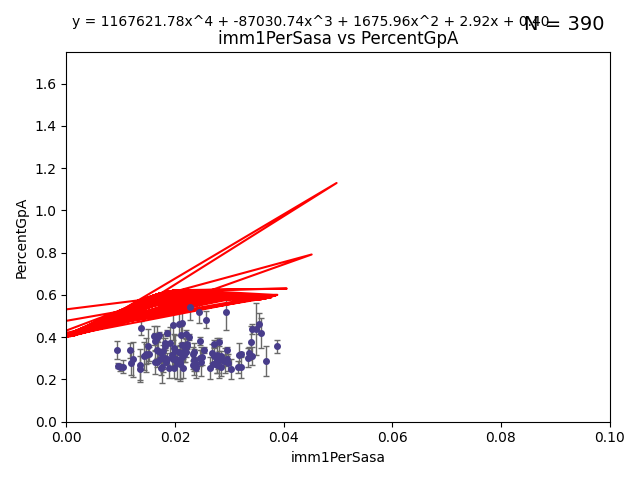 y = 1167621.78x^4 + -87030.74x^3 + 1675.96x^2 + 2.92x + 0.40
N = 390
imm1PerSasa vs PercentGpA
PercentGpA
1.6
1.4
1.2
1.0
0.8
0.6
0.4
0.2
0.0
0.00 0.02 0.04 0.06 0.08 0.10
imm1PerSasa